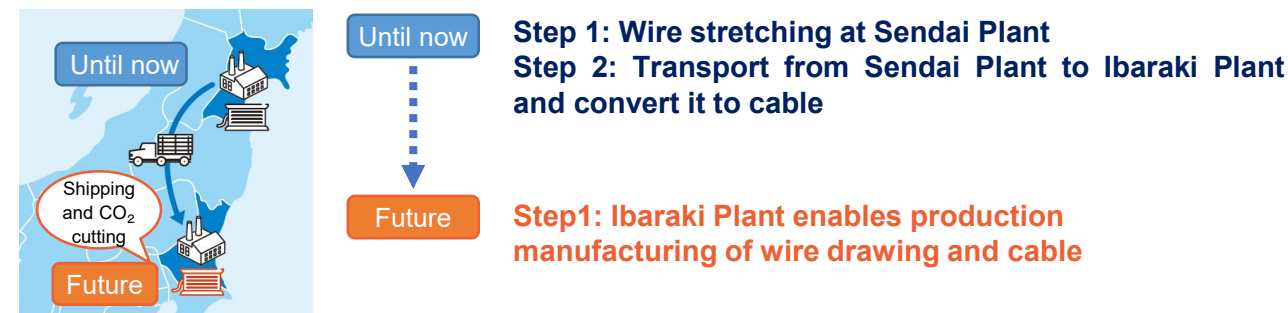 Until now
Shipping
and CO₂
cutting
Future
Until now
Step 1: Wire stretching at Sendai Plant
Step 2: Transport from Sendai Plant to Ibaraki Plant
and convert it to cable
Future
Step1: Ibaraki Plant enables production
manufacturing of wire drawing and cable